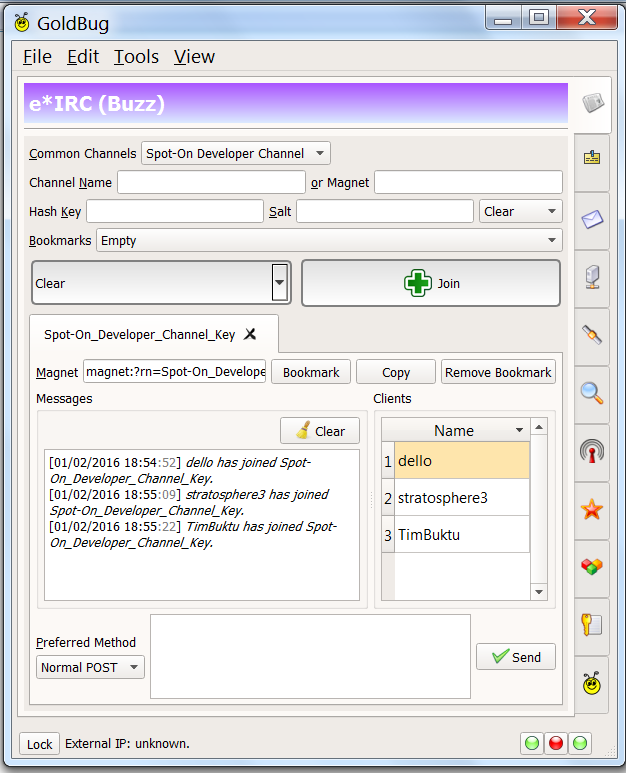 GoldBug
File Edit Tools View
e*IRC (Buzz)
Common Channels Spot-On Developer Channel
Channel Name or Magnet
Hash Key Salt Clear
Bookmarks Empty
Clear Join
Spot-On_Developer_Channel_Key
Magnet magnet:?rn=Spot-On_Develope Bookmark Copy Remove Bookmark
Messages Clients
Clear
Name
[01/02/2016 18:54:52] dello has joined Spot-
On_Developer_Channel_Key.
[01/02/2016 18:55:09] stratosphere3 has joined
Spot-On_Developer_Channel_Key.
[01/02/2016 18:55:22] TimBuktu has joined Spot-
On_Developer_Channel_Key.
1 dello
2 stratosphere3
3 TimBuktu
Preferred Method
Normal POST
Send
Lock External IP: unknown.